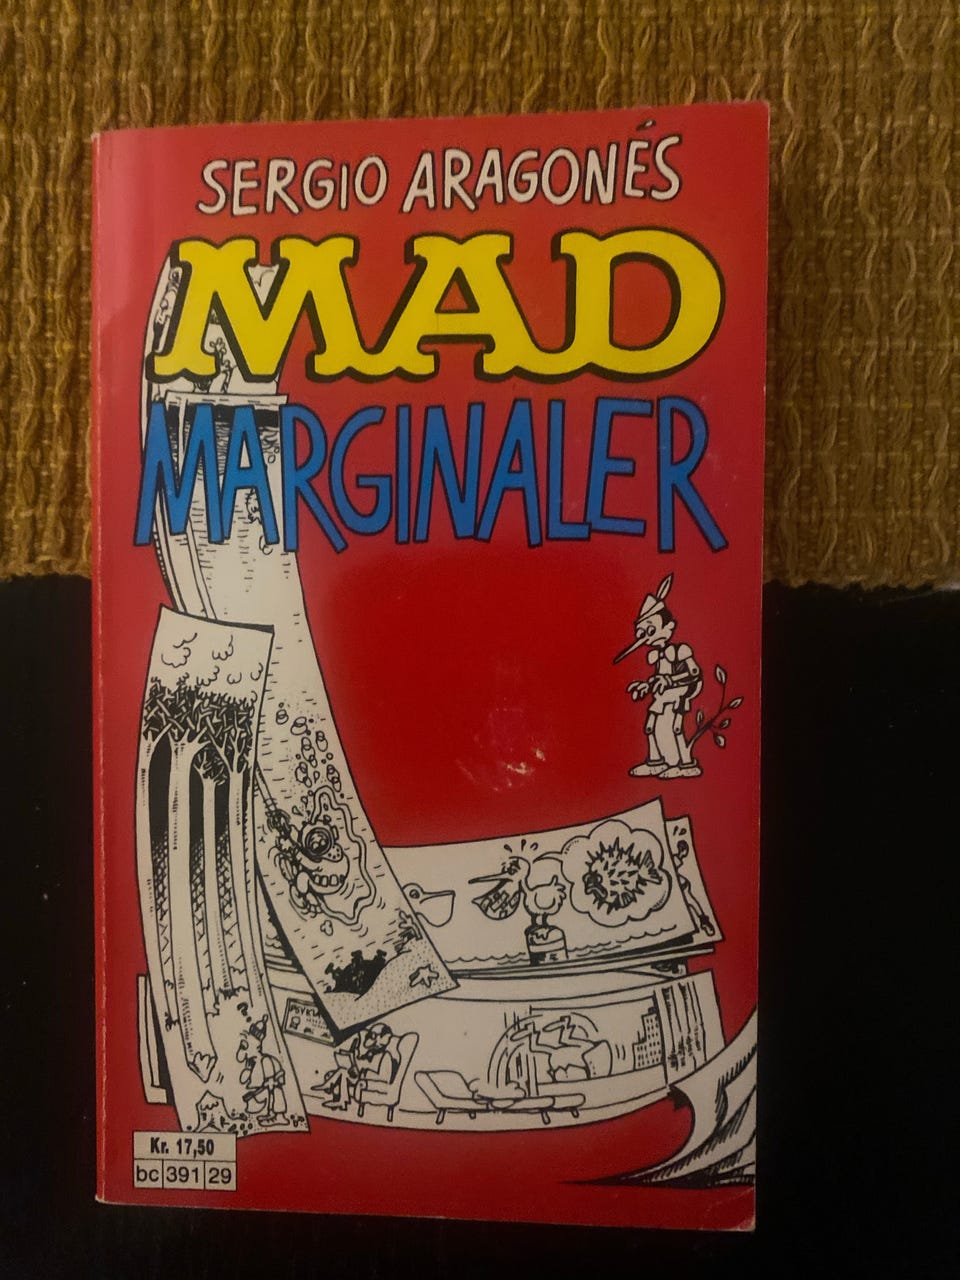 SERGIO ARAGONÉS
MAD
MARGINALER
Kr. 17,50
bc 391 29